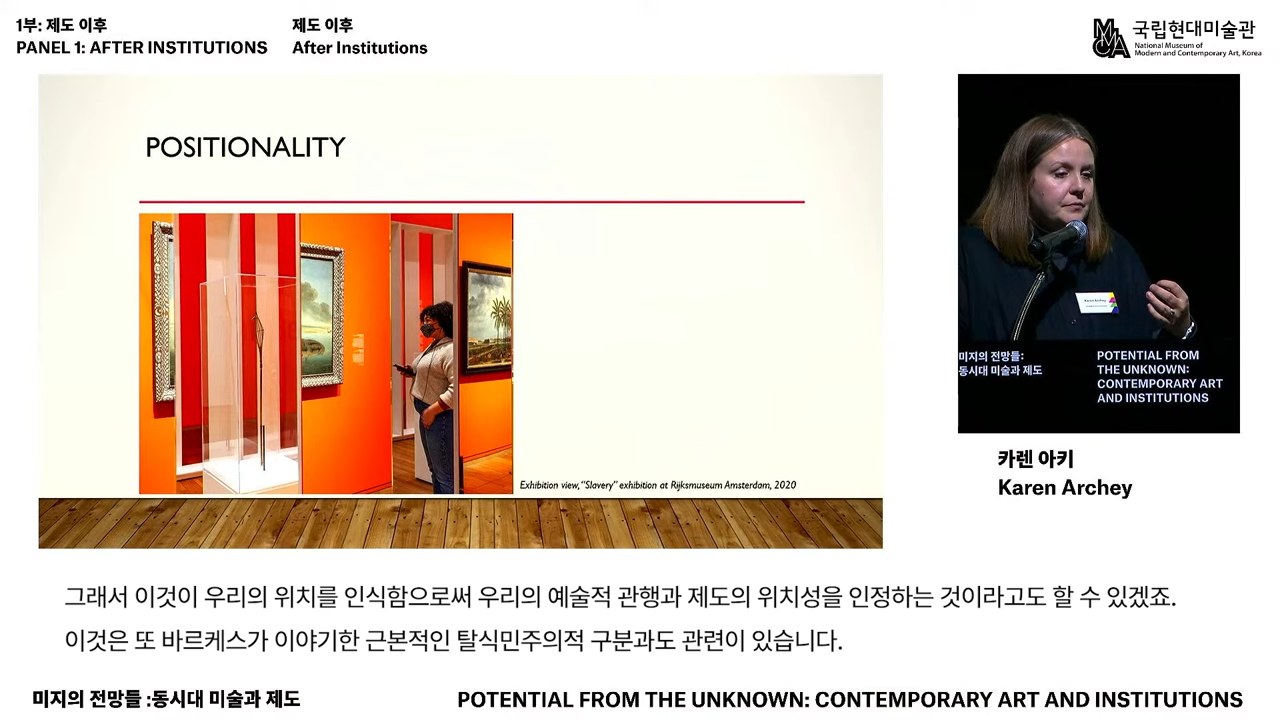 1부: 제도 이후
PANEL 1: AFTER INSTITUTIONS
제도 이후
After Institutions
MMCA
국립현대미술관
National Museum of
Modern and Contemporary Art, Korea
POSITIONALITY
Exhibition view, "Slavery" exhibition at Rijksmuseum Amsterdam, 2020
미지의 전망들:
동시대 미술과 제도
POTENTIAL FROM
THE UNKNOWN:
CONTEMPORARY ART
AND INSTITUTIONS
카렌 아키
Karen Archey
그래서 이것이 우리의 위치를 인식함으로써 우리의 예술적 관행과 제도의 위치성을 인정하는 것이라고도 할 수 있겠죠.
이것은 또 바르케스가 이야기한 근본적인 탈식민주의적 구분과도 관련이 있습니다.
미지의 전망들 :동시대 미술과 제도
POTENTIAL FROM THE UNKNOWN: CONTEMPORARY ART AND INSTITUTIONS